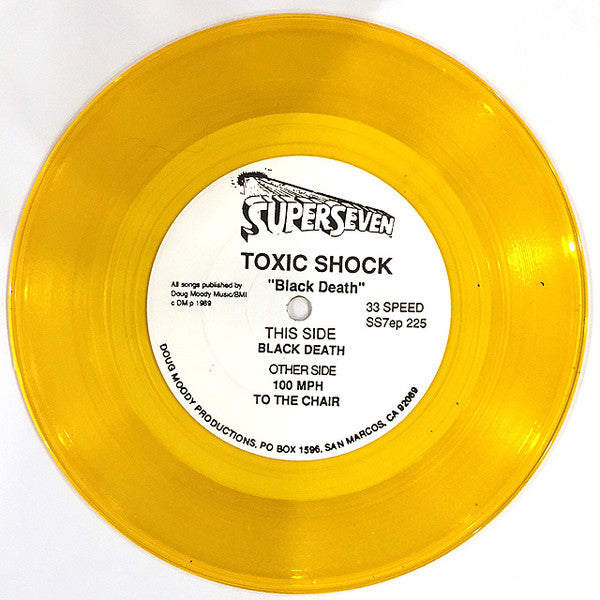 SUPERSEVEN
TOXIC SHOCK
"Black Death"
All songs published by
Doug Moody Music/BMI
c DM p 1989
33 SPEED
SS7ep 225
THIS SIDE
BLACK DEATH
OTHER SIDE
100 MPH
TO THE CHAIR
DOUG MOODY PRODUCTIONS, PO BOX 1596, SAN MARCOS, CA 92069